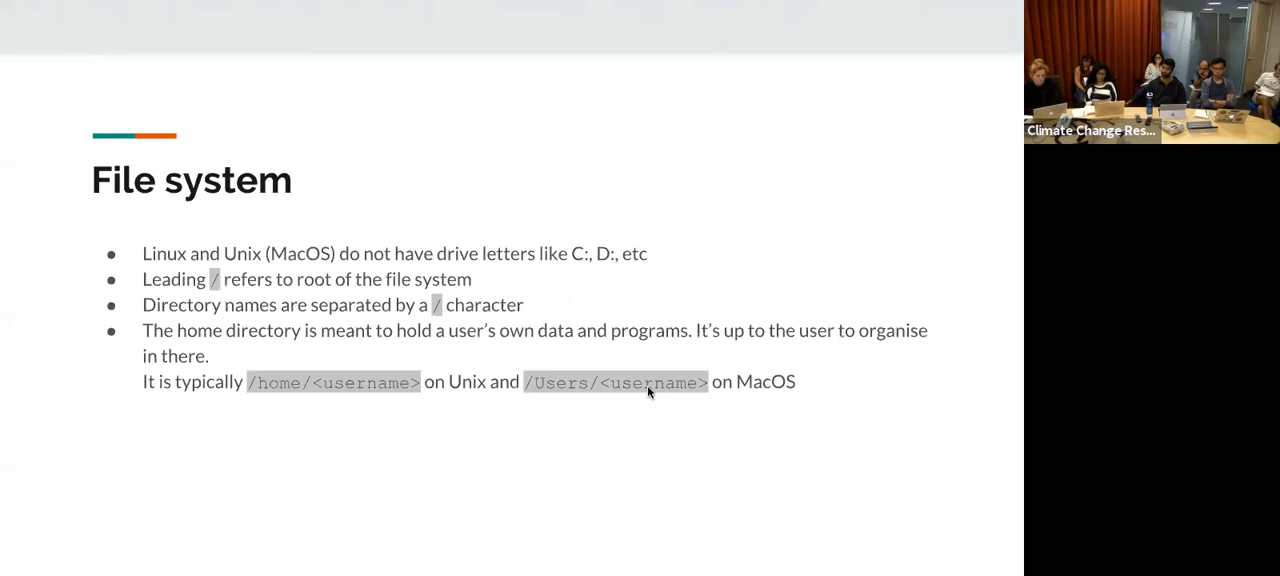 File system
● Linux and Unix (MacOS) do not have drive letters like C:, D:, etc
● Leading / refers to root of the file system
● Directory names are separated by a / character
● The home directory is meant to hold a user’s own data and programs. It’s up to the user to organise
in there.
It is typically /home/<username> on Unix and /Users/<username> on MacOS
Climate Change Res...